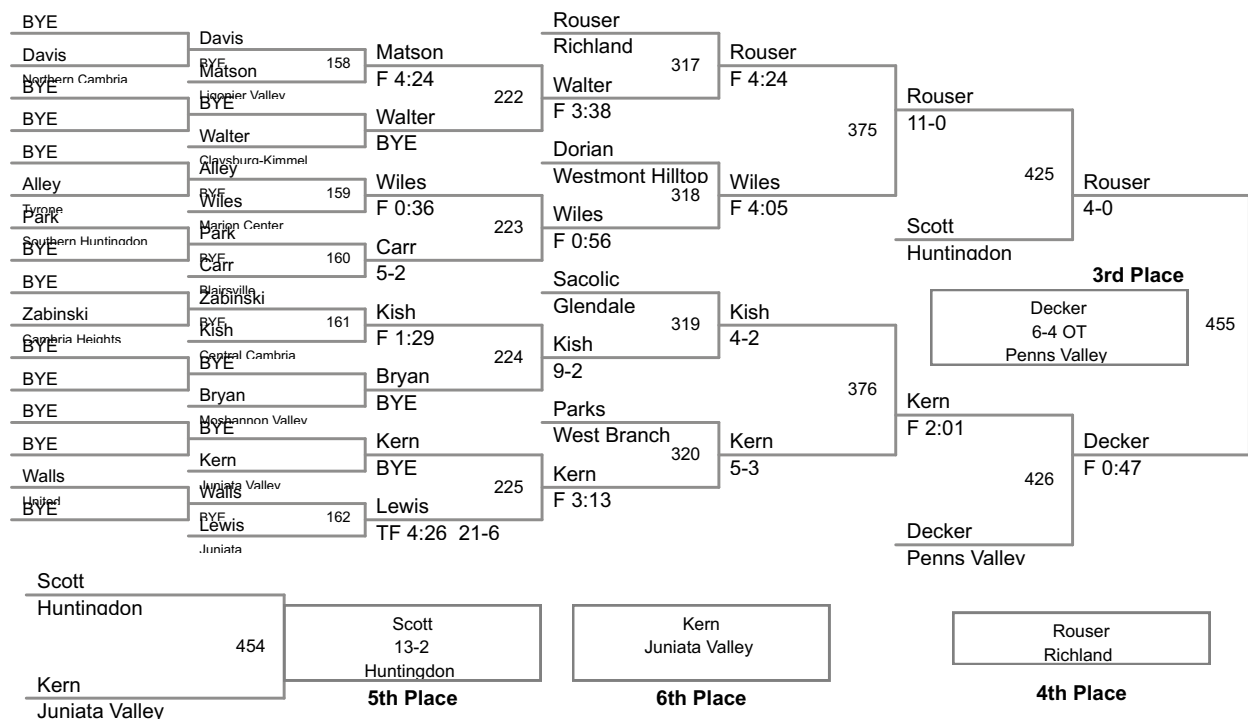 BYE
Davis
Northern Cambria
BYE
BYE
BYE
Alley
Tyrone
Park
Southern Huntingdon
BYE
BYE
Zabinski
Cambria Heights
BYE
BYE
BYE
BYE
Walls
United
BYE
Davis
BYE
158
Matson
Ligonier Valley
BYE
Walter
Claysburg-Kimmel
Alley
BYE
159
Wiles
Marion Center
Park
BYE
160
Carr
Blairsville
Zabinski
BYE
161
Kish
Central Cambria
BYE
Bryan
Moshannon Valley
BYE
Kern
Juniata Valley
Walls
BYE
162
Lewis
Juniata
Matson
F 4:24
222
Walter
BYE
Wiles
F 0:36
223
Carr
5-2
Kish
F 1:29
224
Bryan
BYE
Kern
BYE
225
Lewis
TF 4:26 21-6
Rouser
Richland
317
Walter
F 3:38
Dorian
Westmont Hilltop
318
Wiles
F 0:56
Sacolic
Glendale
319
Kish
9-2
Parks
West Branch
320
Kern
F 3:13
Rouser
F 4:24
375
Wiles
F 4:05
Kish
4-2
376
Kern
5-3
Rouser
11-0
425
Scott
Huntingdon
Kern
F 2:01
426
Decker
Penns Valley
Rouser
4-0
3rd Place
Decker
6-4 OT
Penns Valley
455
Decker
F 0:47
Scott
Huntingdon
454
Kern
Juniata Valley
Scott
13-2
Huntingdon
5th Place
Kern
Juniata Valley
6th Place
Rouser
Richland
4th Place